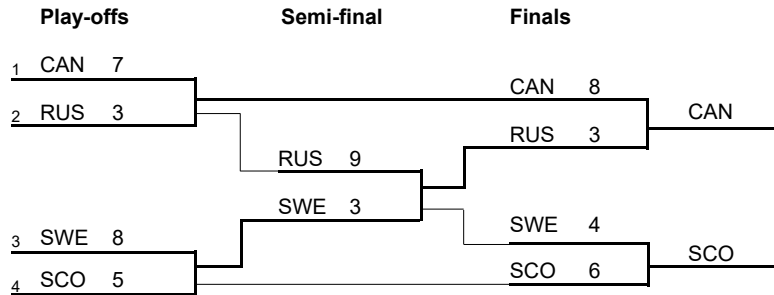 Play-offs Semi-final Finals
1 CAN 7
CAN 8
CAN
2 RUS 3
RUS 3
RUS 9
SWE 3
SWE 4
3 SWE 8
SCO
4 SCO 5
SCO 6